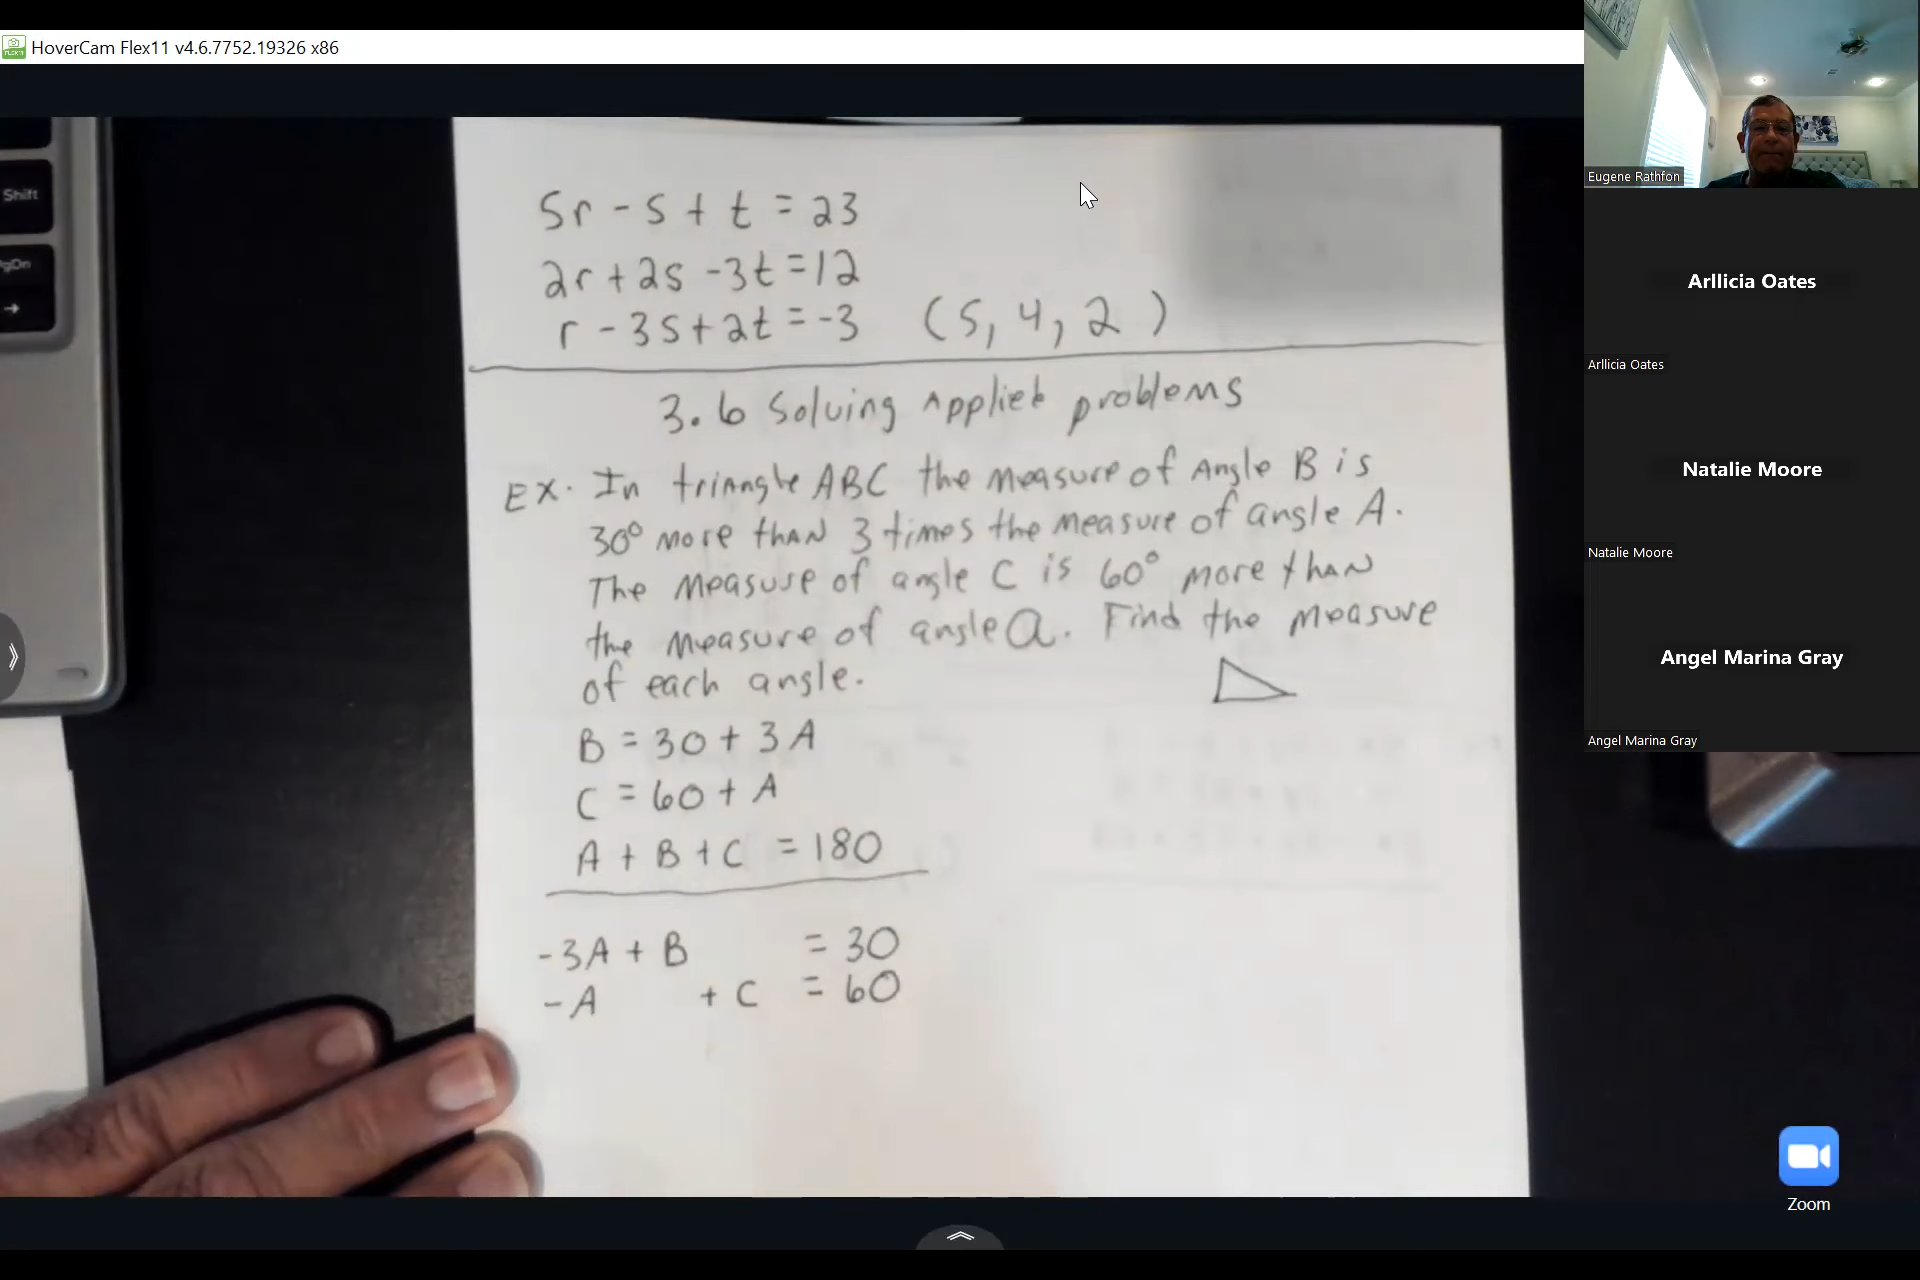 HoverCam Flex11 v4.6.7752.19326 x86
Shift
gDn
5r - s + t = 23
2r + 2s - 3t = 12
r - 3s + 2t = -3 (5, 4, 2)
3.6 Solving Applied problems
EX. In triangle ABC the measure of Angle B is
30° more than 3 times the measure of angle A.
The measure of angle C is 60° more than
the measure of angle a. Find the measure
of each angle.
B = 30 + 3A
C = 60 + A
A + B + C = 180
-3A + B = 30
-A + C = 60
Eugene Rathfon
Arllicia Oates
Arllicia Oates
Natalie Moore
Natalie Moore
Angel Marina Gray
Angel Marina Gray
Zoom